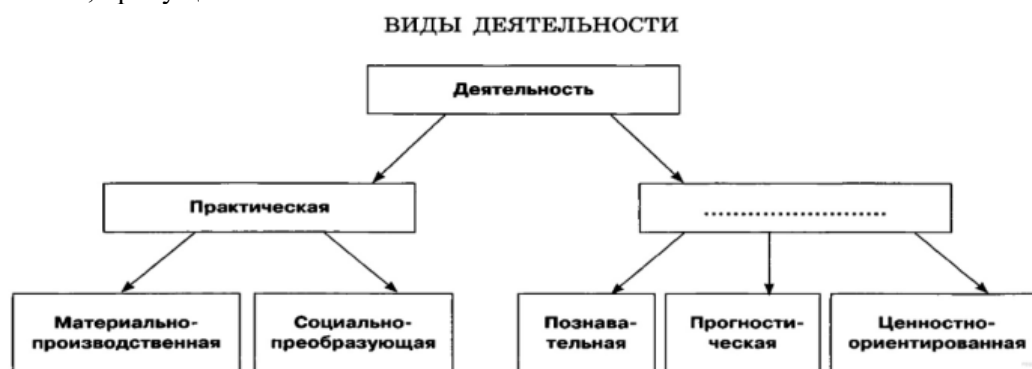 ВИДЫ ДЕЯТЕЛЬНОСТИ
Деятельность
Практическая
..........................
Материально-
производственная
Социально-
преобразующая
Познава-
тельная
Прогности-
ческая
Ценностно-
ориентированная